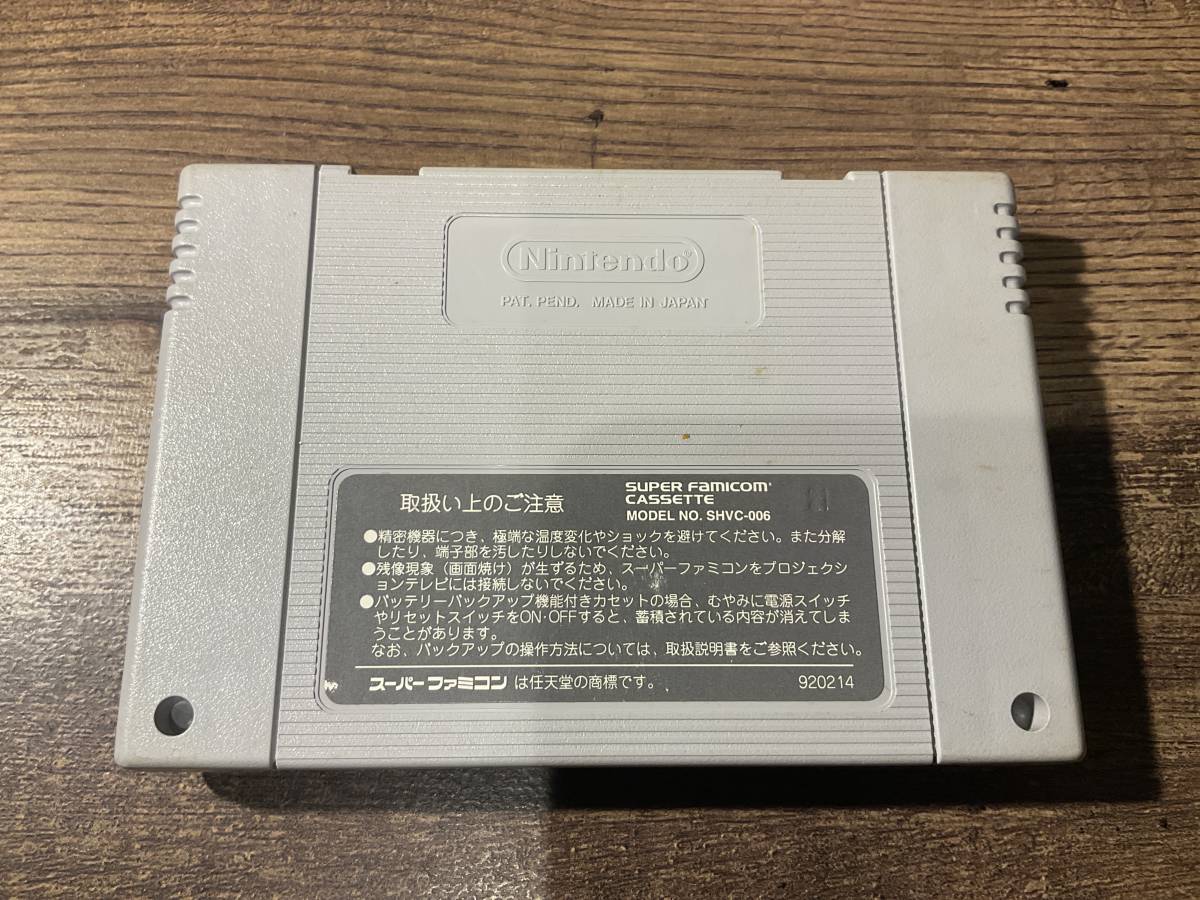 Nintendo®
PAT. PEND. MADE IN JAPAN
取扱い上のご注意
SUPER FAMICOM
CASSETTE
MODEL NO. SHVC-006
●精密機器につき、極端な温度変化やショックを避けてください。また分解
したり、端子部を汚したりしないでください。
●残像現象（画面焼け）が生ずるため、スーパーファミコンをプロジェクシ
ョンテレビには接続しないでください。
●バッテリーバックアップ機能付きカセットの場合、むやみに電源スイッチ
やリセットスイッチをON・OFFすると、蓄積されている内容が消えてしま
うことがあります。
なお、バックアップの操作方法については、取扱説明書をご参照ください。
スーパーファミコンは任天堂の商標です。
920214